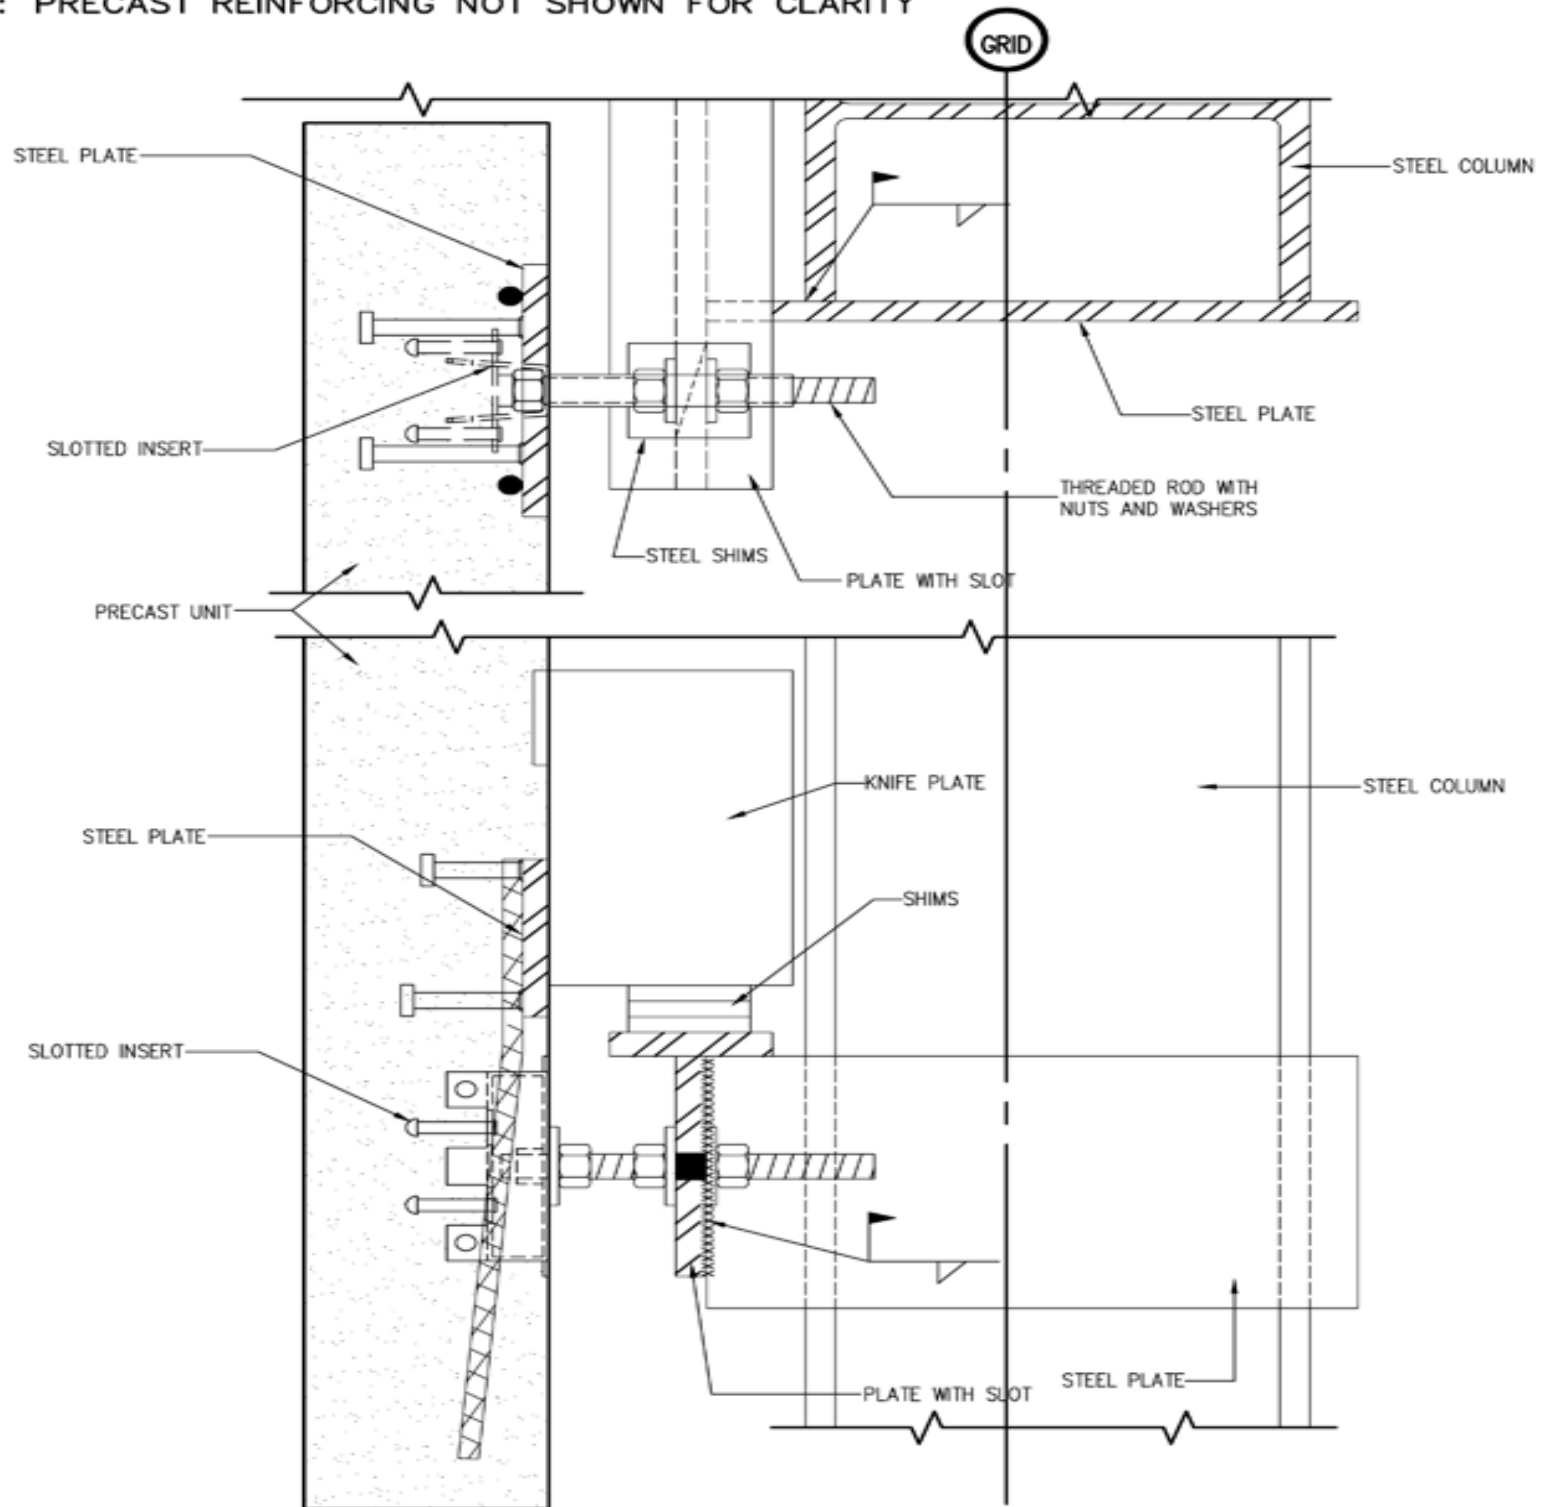 : PRECAST REINFORCING NOT SHOWN FOR CLARITY
GRID
STEEL PLATE
STEEL COLUMN
STEEL PLATE
SLOTTED INSERT
THREADED ROD WITH
NUTS AND WASHERS
STEEL SHIMS
PLATE WITH SLOT
PRECAST UNIT
KNIFE PLATE
STEEL COLUMN
STEEL PLATE
SHIMS
SLOTTED INSERT
STEEL PLATE
PLATE WITH SLOT